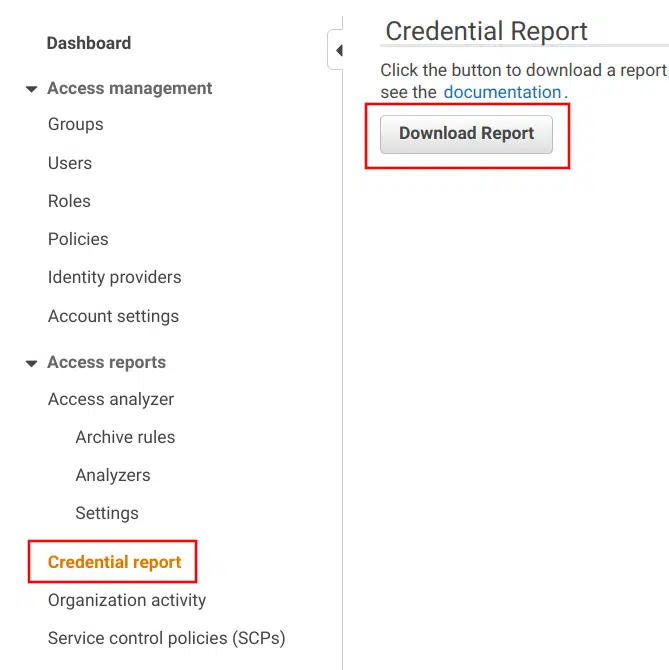 Dashboard
Access management
Groups
Users
Roles
Policies
Identity providers
Account settings
Access reports
Access analyzer
Archive rules
Analyzers
Settings
Credential report
Organization activity
Service control policies (SCPs)
Credential Report
Click the button to download a report
see the documentation.
Download Report